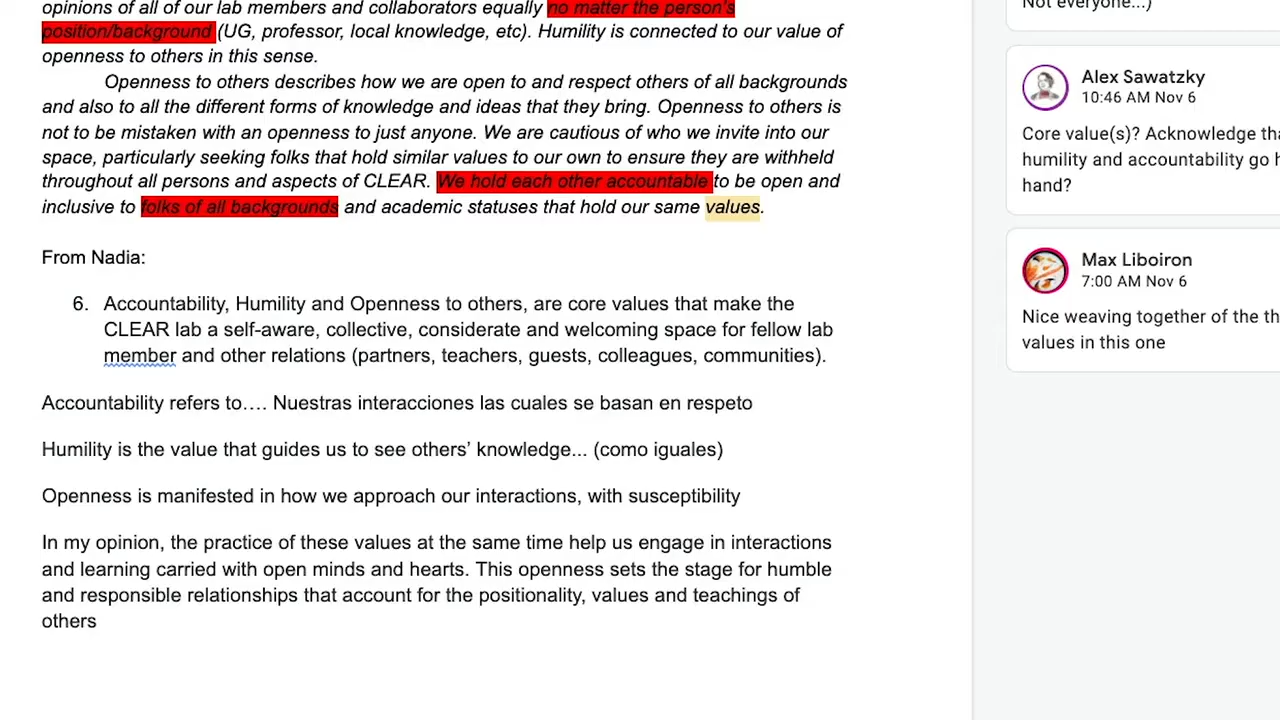 opinions of all of our lab members and collaborators equally no matter the person's
position/background (UG, professor, local knowledge, etc). Humility is connected to our value of
openness to others in this sense.
Openness to others describes how we are open to and respect others of all backgrounds
and also to all the different forms of knowledge and ideas that they bring. Openness to others is
not to be mistaken with an openness to just anyone. We are cautious of who we invite into our
space, particularly seeking folks that hold similar values to our own to ensure they are withheld
throughout all persons and aspects of CLEAR. We hold each other accountable to be open and
inclusive to folks of all backgrounds and academic statuses that hold our same values.
From Nadia:
6. Accountability, Humility and Openness to others, are core values that make the
CLEAR lab a self-aware, collective, considerate and welcoming space for fellow lab
member and other relations (partners, teachers, guests, colleagues, communities).
Accountability refers to…. Nuestras interacciones las cuales se basan en respeto
Humility is the value that guides us to see others' knowledge... (como iguales)
Openness is manifested in how we approach our interactions, with susceptibility
In my opinion, the practice of these values at the same time help us engage in interactions
and learning carried with open minds and hearts. This openness sets the stage for humble
and responsible relationships that account for the positionality, values and teachings of
others
Not everyone...)
Alex Sawatzky
10:46 AM Nov 6
Core value(s)? Acknowledge
humility and accountability go
hand?
Max Liboiron
7:00 AM Nov 6
Nice weaving together of the
values in this one